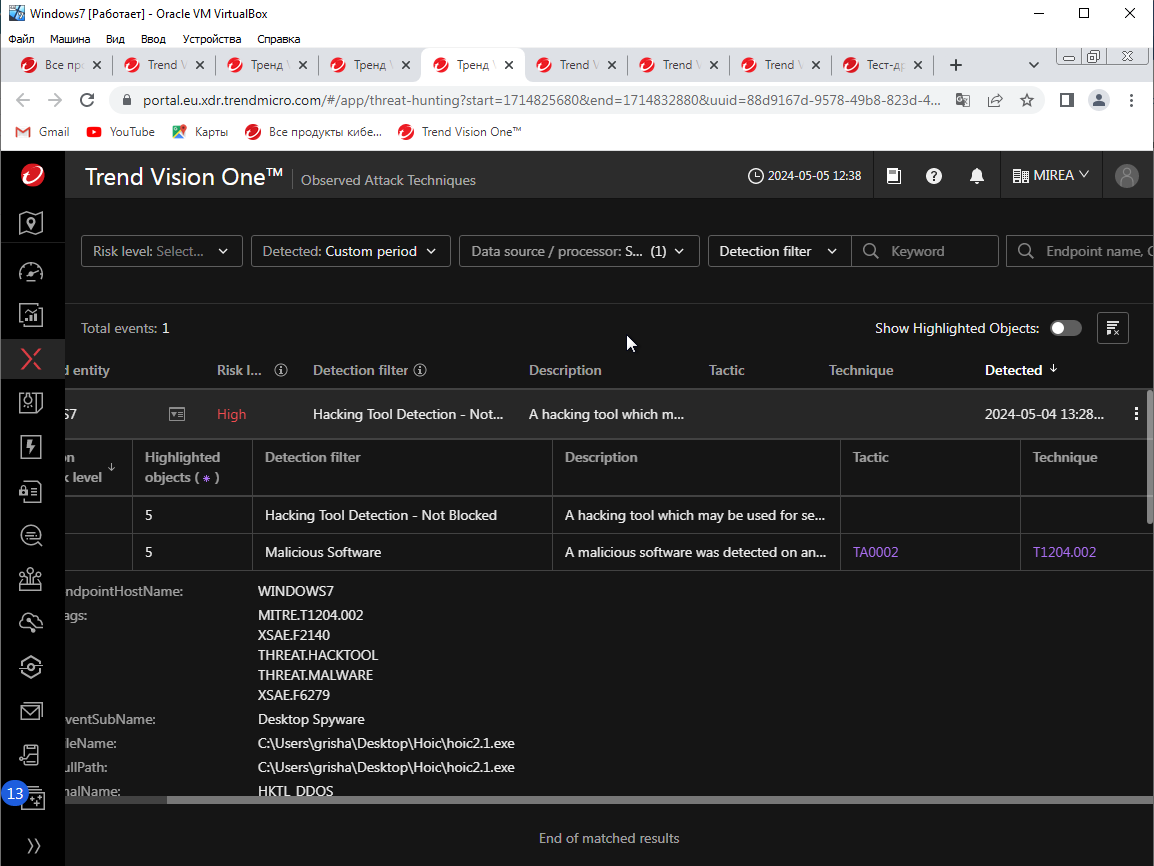 Windows7 [Работает] - Oracle VM VirtualBox
Файл Машина Вид Ввод Устройства Справка
Все пр Trend V Тренд V Тренд V Тренд V Trend V Trend V Trend V Тест-др
portal.eu.xdr.trendmicro.com/#/app/threat-hunting?start=1714825680&end=1714832880&uuid=88d9167d-9578-49b8-823d-4...
Gmail YouTube Карты Все продукты кибе... Trend Vision One™
Trend Vision One™ Observed Attack Techniques 2024-05-05 12:38 MIREA
Risk level: Select... Detected: Custom period Data source / processor: S... (1) Detection filter Keyword Endpoint name, C
Total events: 1 Show Highlighted Objects:
d entity Risk l... Detection filter Description Tactic Technique Detected
S7 High Hacking Tool Detection - Not... A hacking tool which m... 2024-05-04 13:28...
on Highlighted Detection filter Description Tactic Technique
k level objects ( * )
5 Hacking Tool Detection - Not Blocked A hacking tool which may be used for se...
5 Malicious Software A malicious software was detected on an... TA0002 T1204.002
ndpointHostName: WINDOWS7
ags: MITRE.T1204.002
XSAE.F2140
THREAT.HACKTOOL
THREAT.MALWARE
XSAE.F6279
ventSubName: Desktop Spyware
ileName: C:\Users\grisha\Desktop\Hoic\hoic2.1.exe
ullPath: C:\Users\grisha\Desktop\Hoic\hoic2.1.exe
nalName: HKTL_DDOS
13
End of matched results